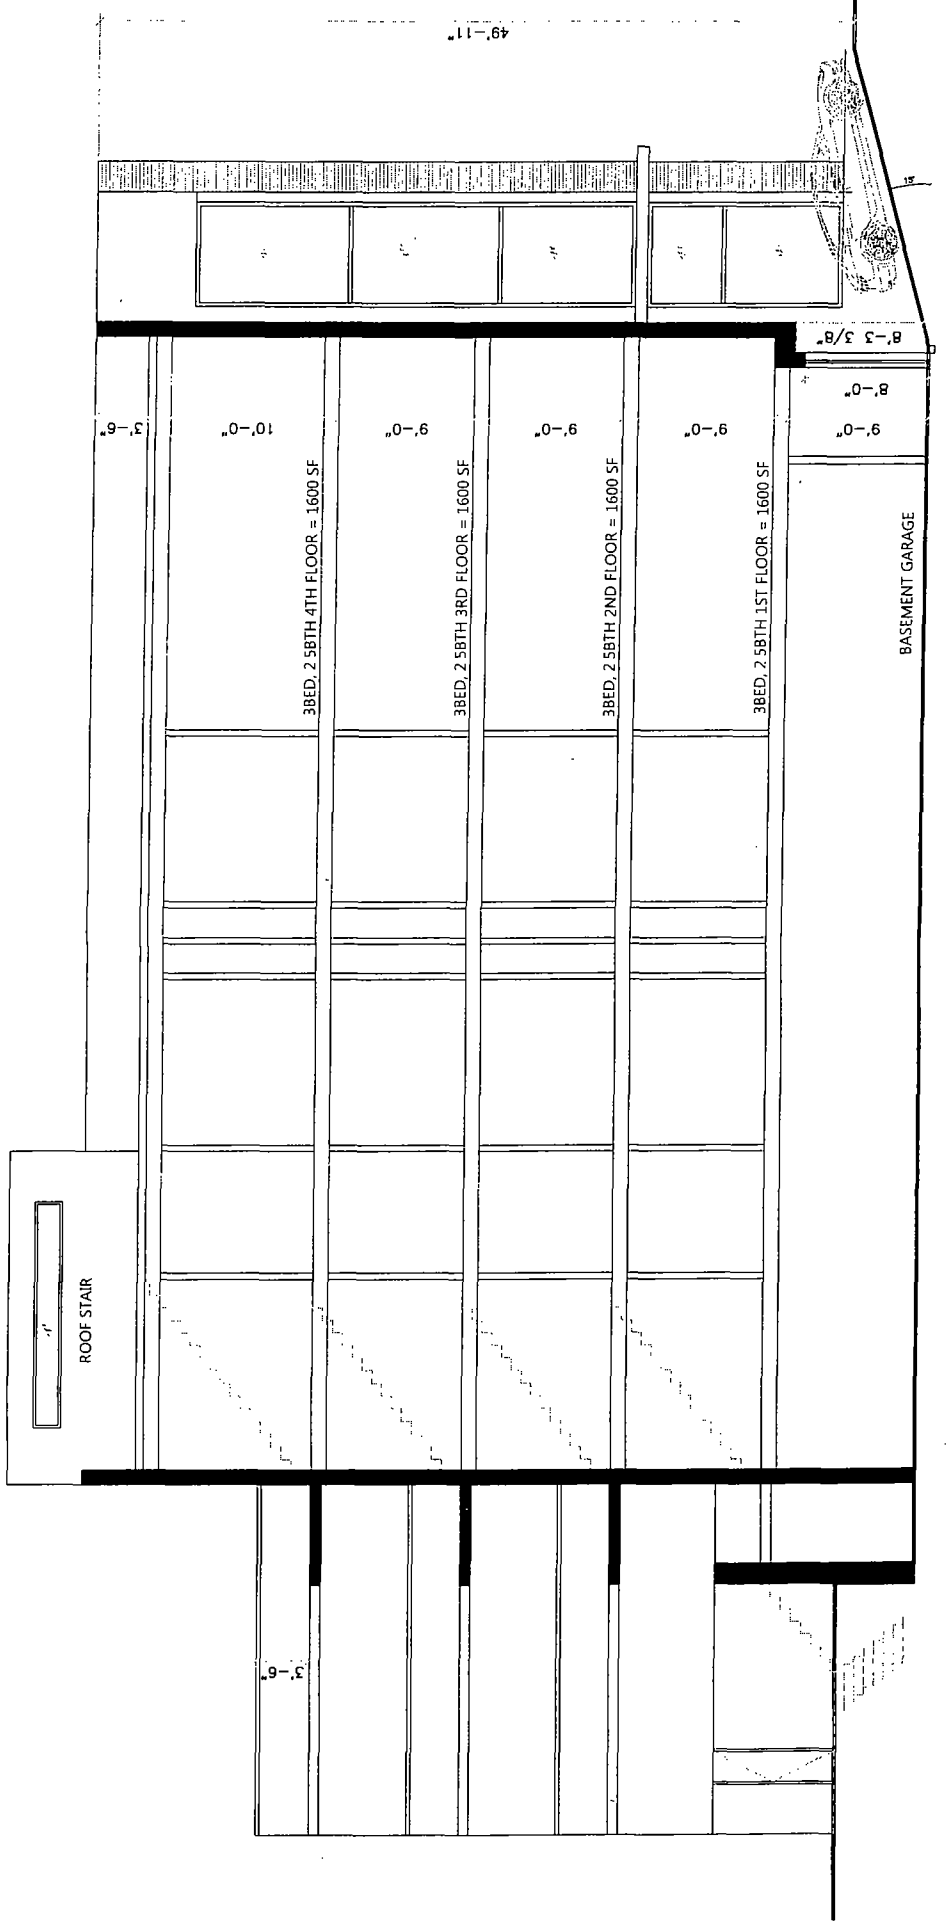 49'-11"
15
8'-3 3/8"
8'-0"
3'-6"
10'-0"
9'-0"
9'-0"
9'-0"
9'-0"
3BED, 2 5BTH 4TH FLOOR = 1600 SF
3BED, 2 5BTH 3RD FLOOR = 1600 SF
3BED, 2 5BTH 2ND FLOOR = 1600 SF
3BED, 2 5BTH 1ST FLOOR = 1600 SF
BASEMENT GARAGE
ROOF STAIR
3'-6"